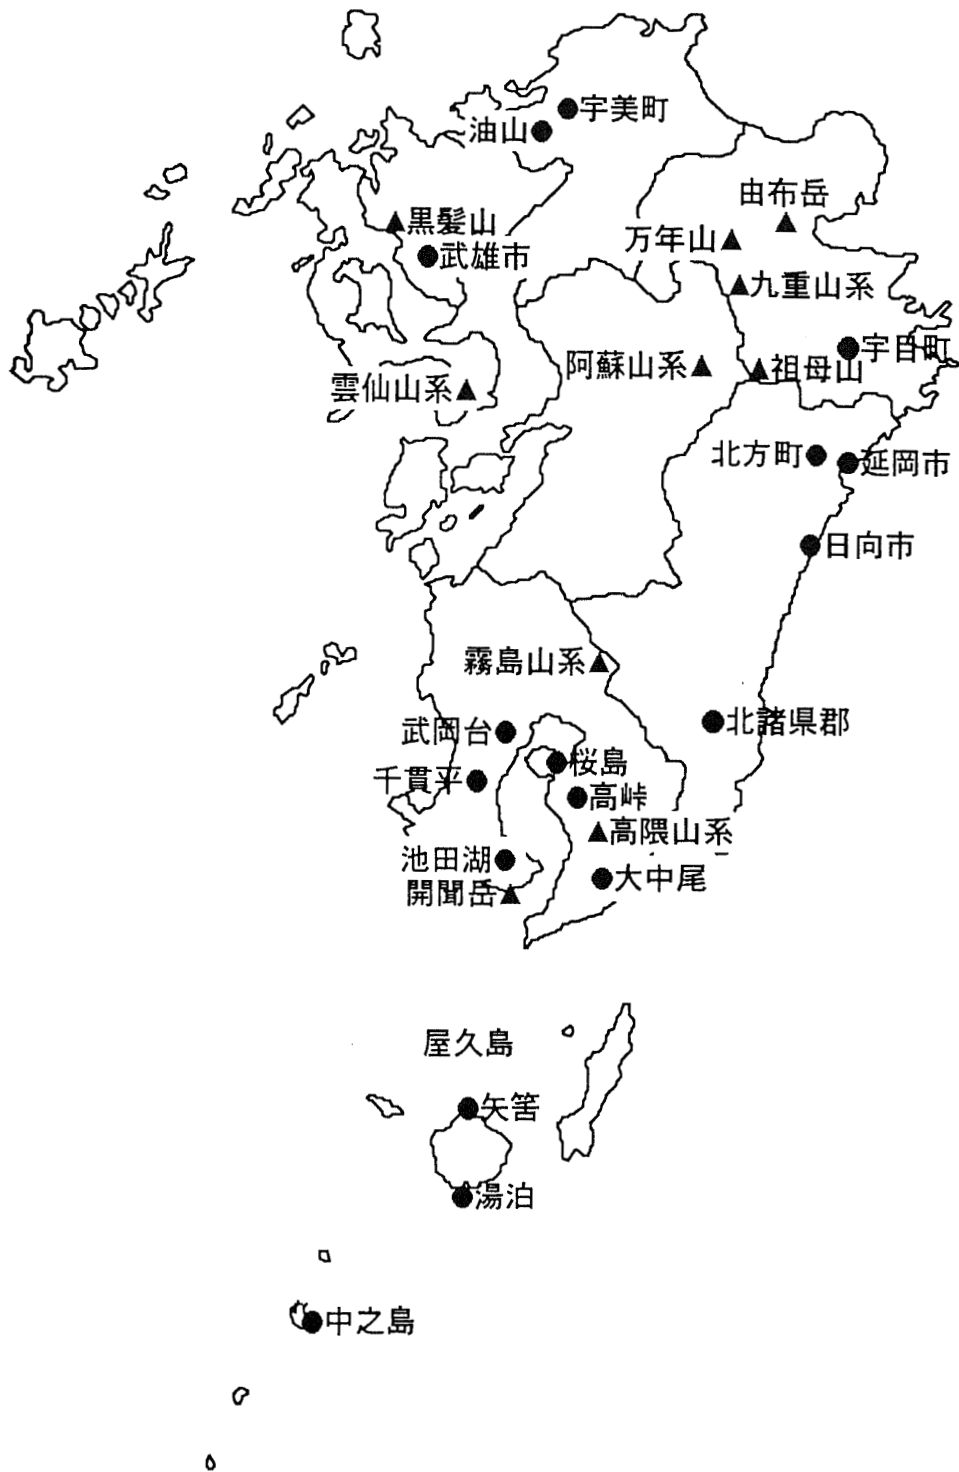 宇美町
油山
由布岳
黒髪山
万年山
武雄市
九重山系
宇目町
阿蘇山系
祖母山
雲仙山系
北方町
延岡市
日向市
霧島山系
北諸県郡
武岡台
桜島
千貫平
高峠
高隈山系
池田湖
大中尾
開聞岳
屋久島
矢筈
湯泊
中之島